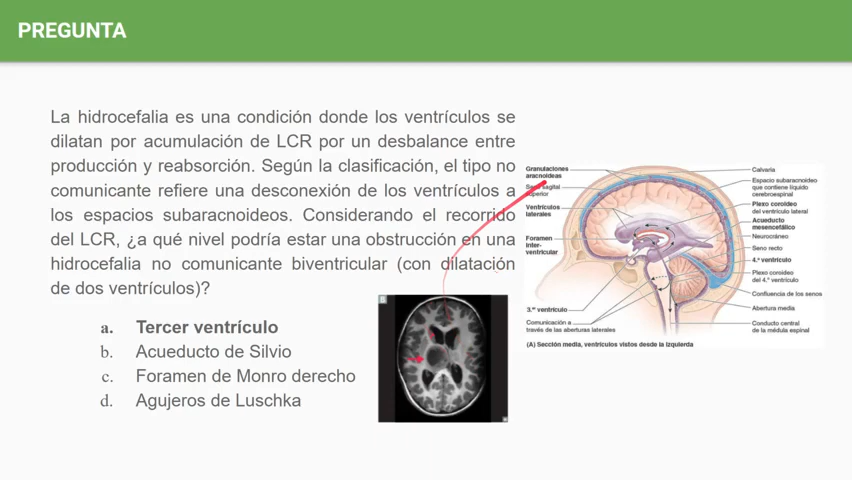 PREGUNTA
La hidrocefalia es una condición donde los ventrículos se
dilatan por acumulación de LCR por un desbalance entre
producción y reabsorción. Según la clasificación, el tipo no
comunicante refiere una desconexión de los ventrículos a
los espacios subaracnoideos. Considerando el recorrido
del LCR, ¿a qué nivel podría estar una obstrucción en una
hidrocefalia no comunicante biventricular (con dilatación
de dos ventrículos)?
a. Tercer ventrículo
b. Acueducto de Silvio
c. Foramen de Monro derecho
d. Agujeros de Luschka
B
Granulaciones
aracnoideas
Seno sagital
superior
Ventrículos
laterales
Foramen
inter-
ventricular
3.er ventrículo
Comunicación a
través de las aberturas laterales
Calvaria
Espacio subaracnoideo
que contiene líquido
cerebroespinal
Plexo coroideo
del ventrículo lateral
Acueducto
mesencefálico
Neurocráneo
Seno recto
4.º ventrículo
Plexo coroideo
del 4.º ventrículo
Confluencia de los senos
Abertura media
Conducto central
de la médula espinal
(A) Sección media, ventrículos vistos desde la izquierda